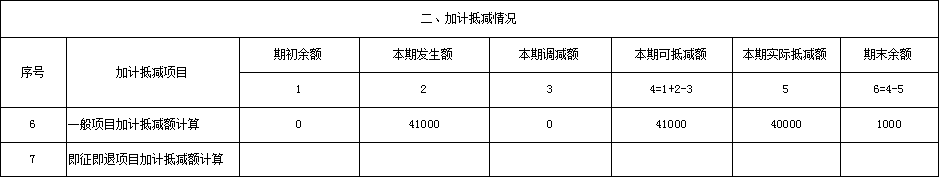 二、加计抵减情况
序号 加计抵减项目 期初余额 本期发生额 本期调减额 本期可抵减额 本期实际抵减额 期末余额
1 2 3 4=1+2-3 5 6=4-5
6 一般项目加计抵减额计算 0 41000 0 41000 40000 1000
7 即征即退项目加计抵减额计算